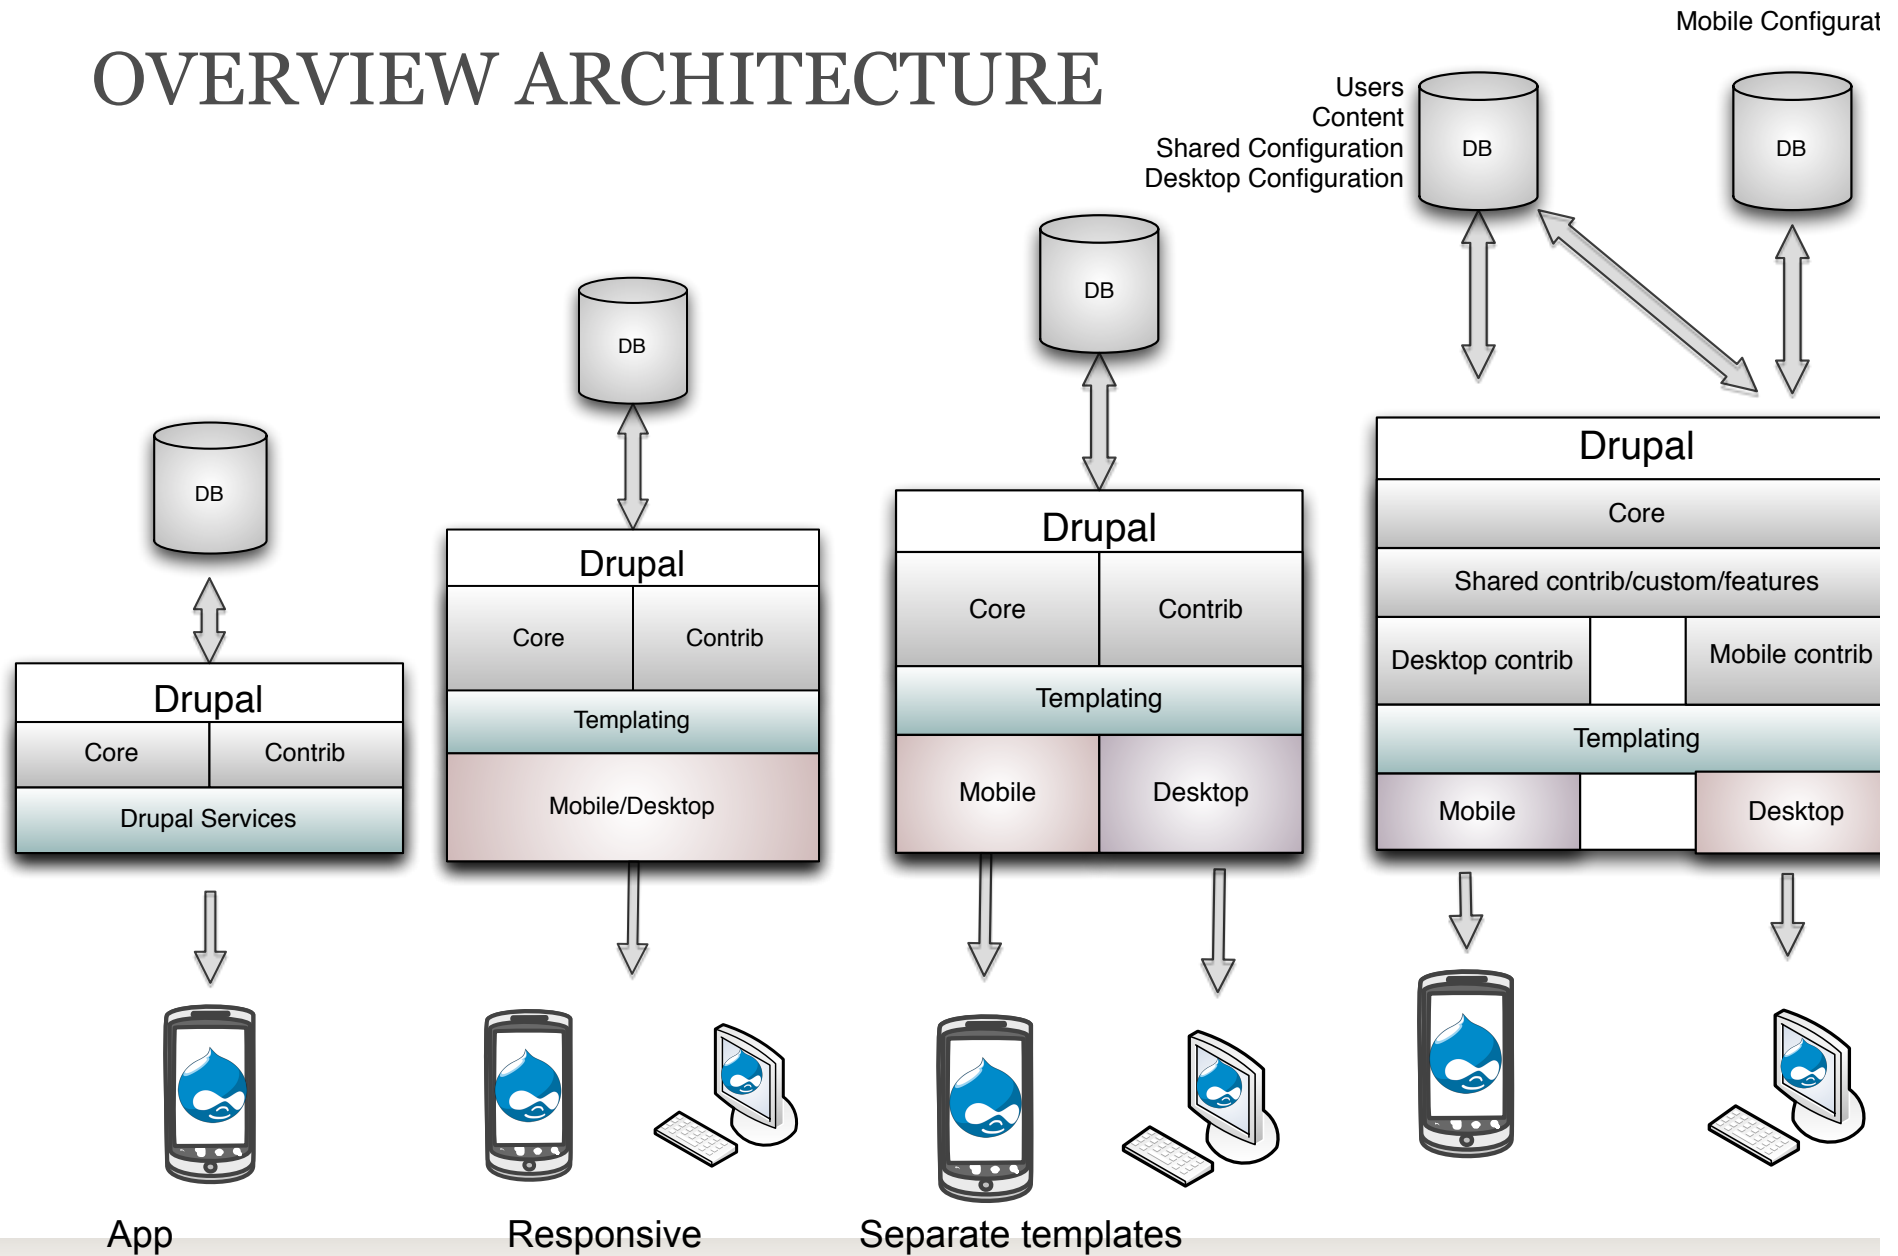 OVERVIEW ARCHITECTURE
Mobile Configurat
Users
Content
Shared Configuration
Desktop Configuration
DB
DB
DB
DB
DB
Drupal
Core
Contrib
Drupal Services
App
Drupal
Core
Contrib
Templating
Mobile/Desktop
Responsive
Drupal
Core
Contrib
Templating
Mobile
Desktop
Separate templates
Drupal
Core
Shared contrib/custom/features
Desktop contrib
Mobile contrib
Templating
Mobile
Desktop